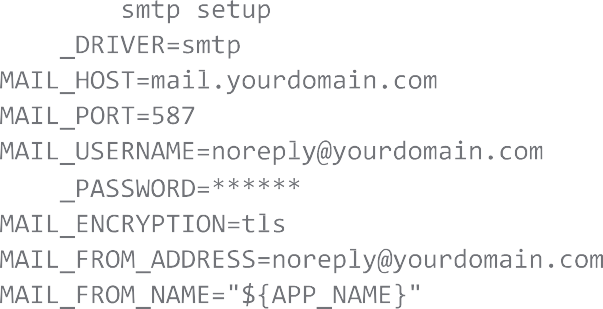 smtp setup
_DRIVER=smtp
MAIL_HOST=mail.yourdomain.com
MAIL_PORT=587
MAIL_USERNAME=noreply@yourdomain.com
_PASSWORD=******
MAIL_ENCRYPTION=tls
MAIL_FROM_ADDRESS=noreply@yourdomain.com
MAIL_FROM_NAME="${APP_NAME}"